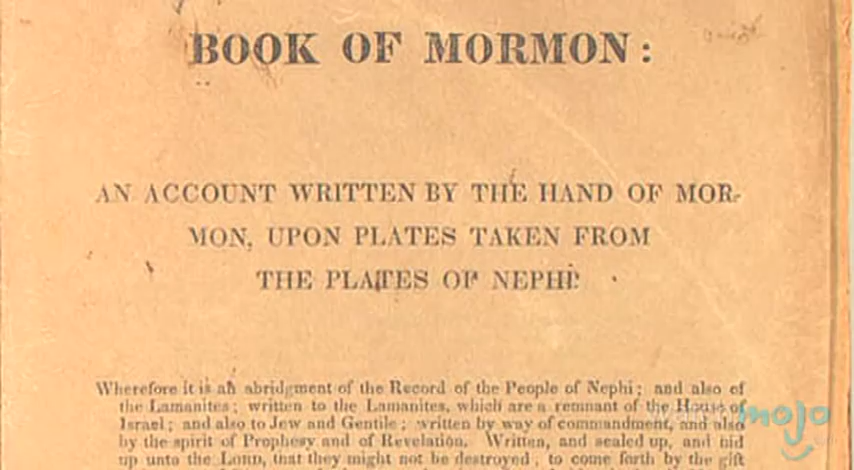 BOOK OF MORMON:
AN ACCOUNT WRITTEN BY THE HAND OF MOR-
MON, UPON PLATES TAKEN FROM
THE PLATES OF NEPHI.
Wherefore it is an abridgment of the Record of the People of Nephi; and also of
the Lamanites; written to the Lamanites, which are a remnant of the House of
Israel; and also to Jew and Gentile; written by way of commandment, and also
by the spirit of Prophesy and of Revelation. Written, and sealed up, and hid
up unto the LORD, that they might not be destroyed; to come forth by the gift
mojo